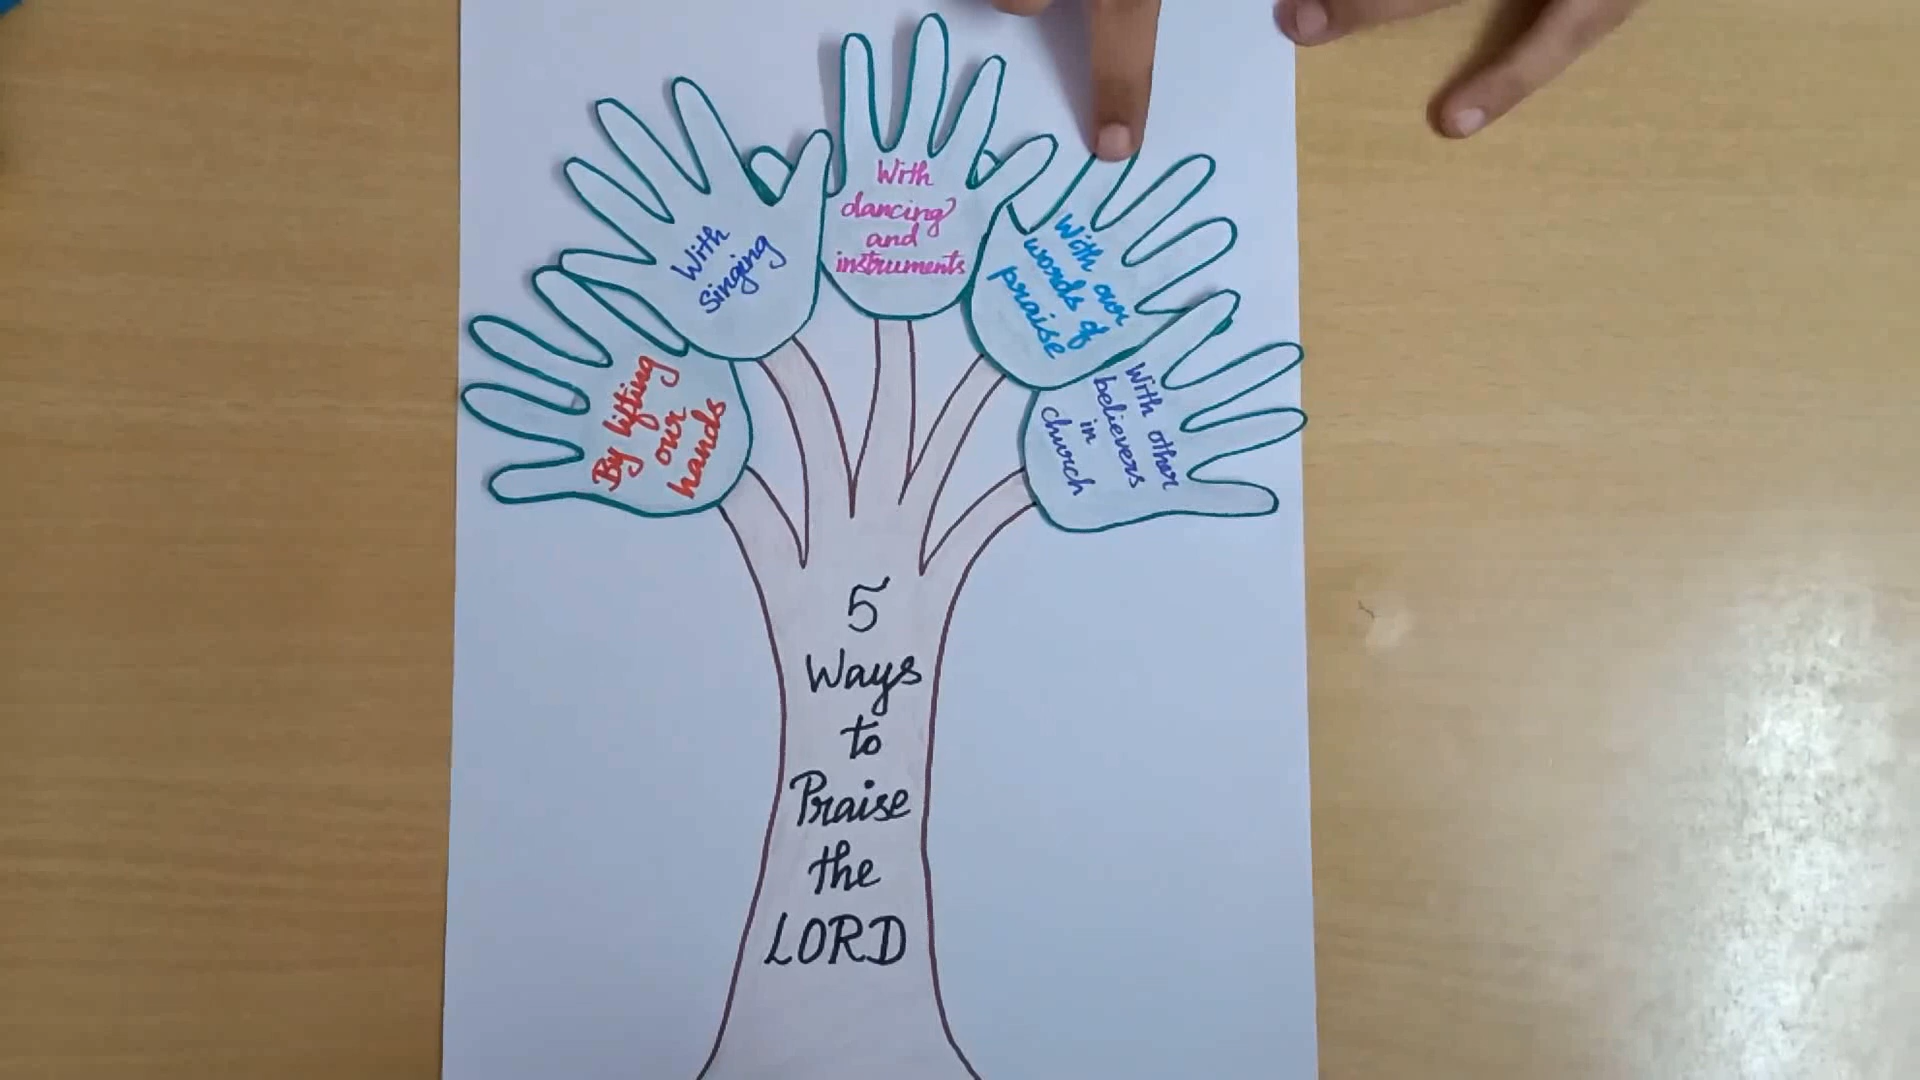 By lifting
our
hands
With
Singing
With
dancing
and
instruments
With our
words of
praise
With other
believers
in
church
5
Ways
to
Praise
the
LORD